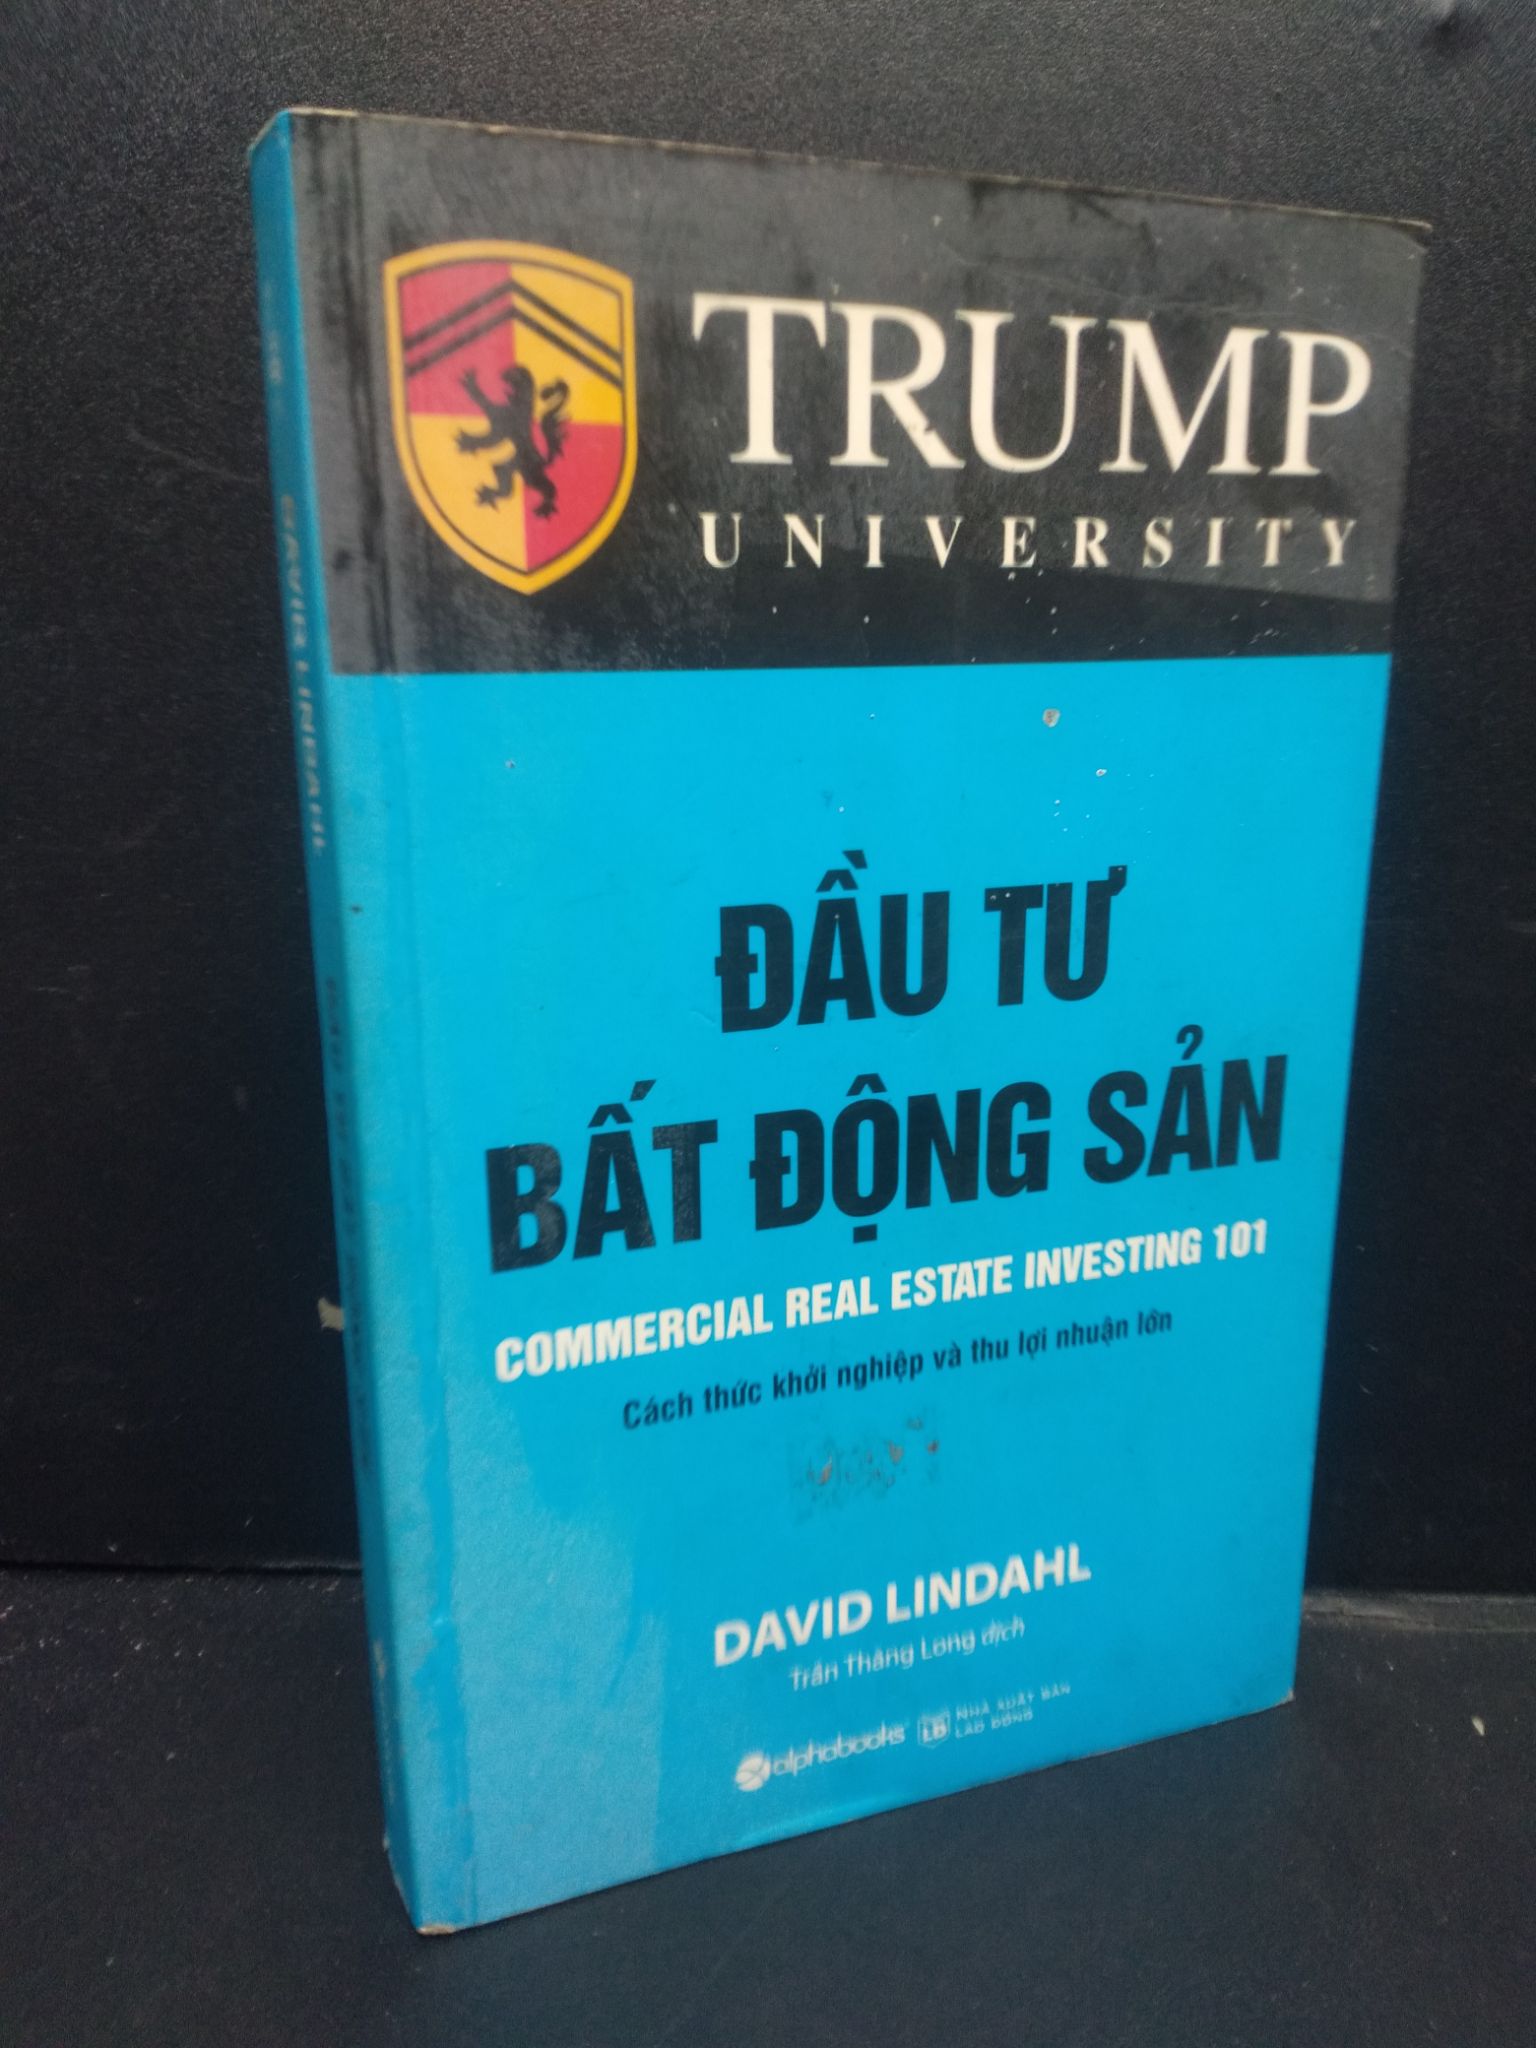 TRUMP
UNIVERSITY
ĐẦU TƯ
BẤT ĐỘNG SẢN
COMMERCIAL REAL ESTATE INVESTING 101
Cách thức khởi nghiệp và thu lợi nhuận lớn
DAVID LINDAHL
Trần Thăng Long dịch
alphabooks
LĐ NHÀ XUẤT BẢN
LAO ĐỘNG
DAVID LINDAHL